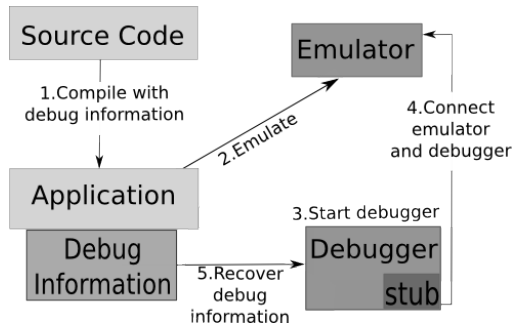 Source Code
Emulator
1.Compile with
debug information
2.Emulate
4.Connect
emulator
and debugger
Application
Debug
Information
3.Start debugger
Debugger
stub
5.Recover
debug
information